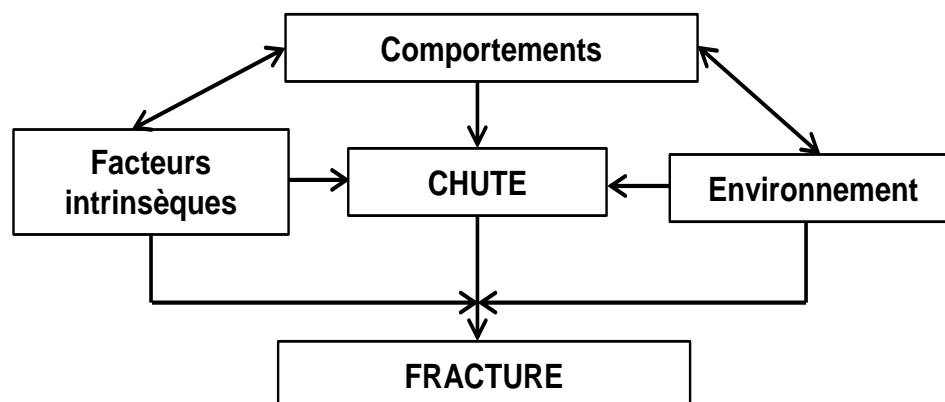 Comportements
Facteurs
intrinsèques
CHUTE
Environnement
FRACTURE